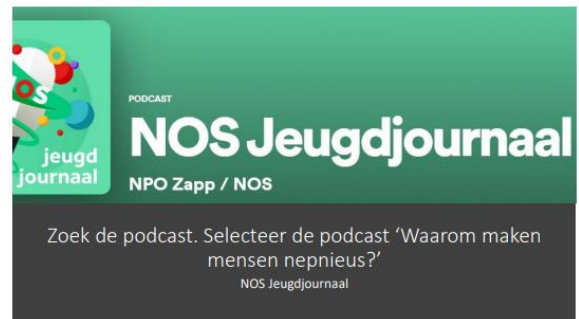 NOS
jeugd
journaal
PODCAST
NOS Jeugdjournaal
NPO Zapp / NOS
Zoek de podcast. Selecteer de podcast ‘Waarom maken
mensen nepnieus?’
NOS Jeugdjournaal